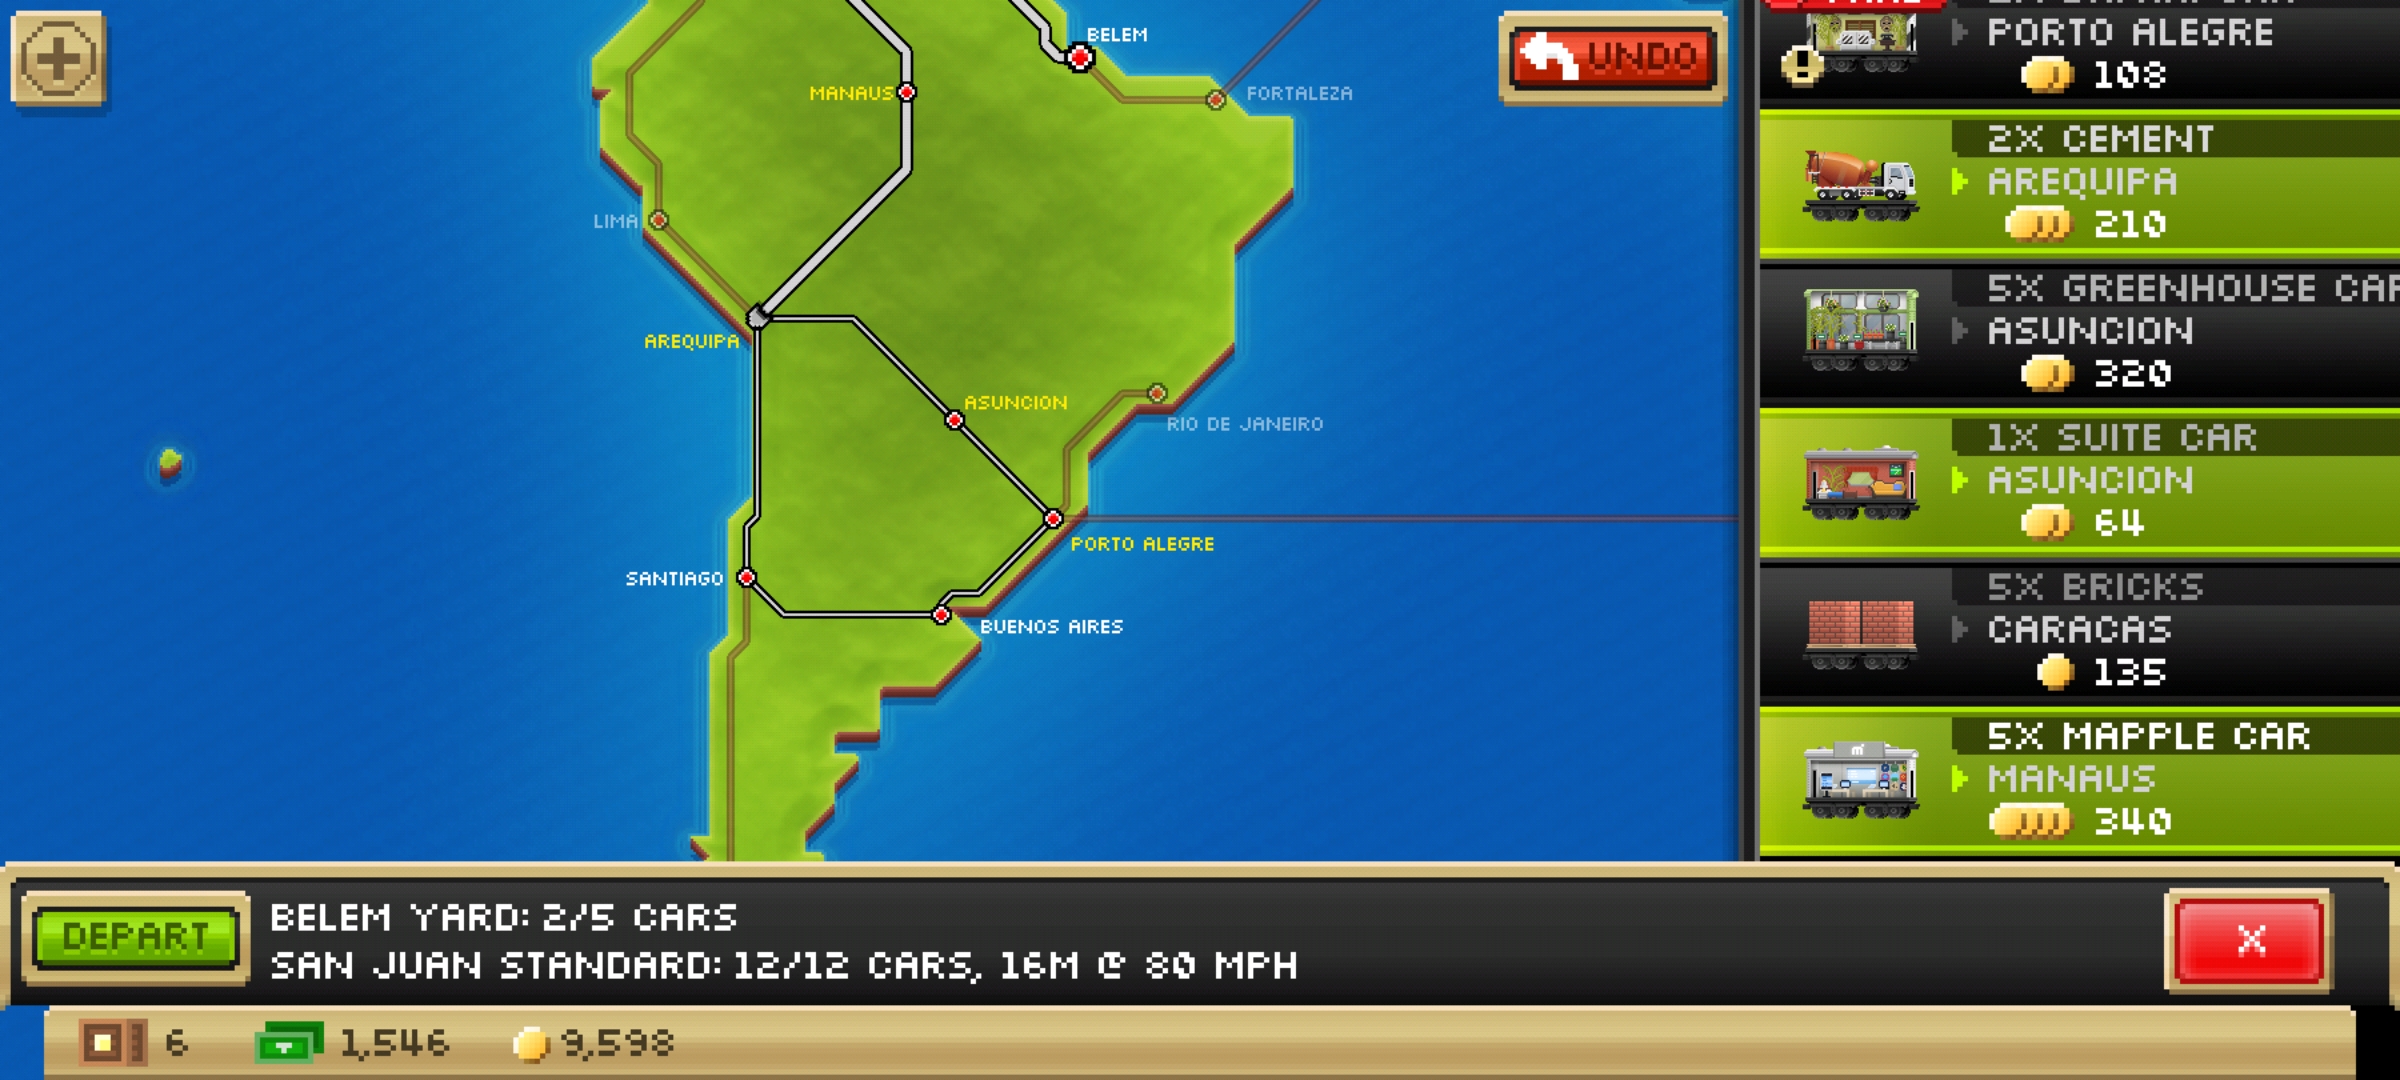 BELEM
MANAUS
FORTALEZA
LIMA
AREQUIPA
ASUNCION
RIO DE JANEIRO
PORTO ALEGRE
SANTIAGO
BUENOS AIRES
UNDO
PORTO ALEGRE
108
2X CEMENT
AREQUIPA
210
5X GREENHOUSE CAR
ASUNCION
320
1X SUITE CAR
ASUNCION
64
5X BRICKS
CARACAS
135
m
5X MAPPLE CAR
MANAUS
340
DEPART
BELEM YARD: 2/5 CARS
SAN JUAN STANDARD: 12/12 CARS, 16M @ 80 MPH
X
6 1,546 9,598